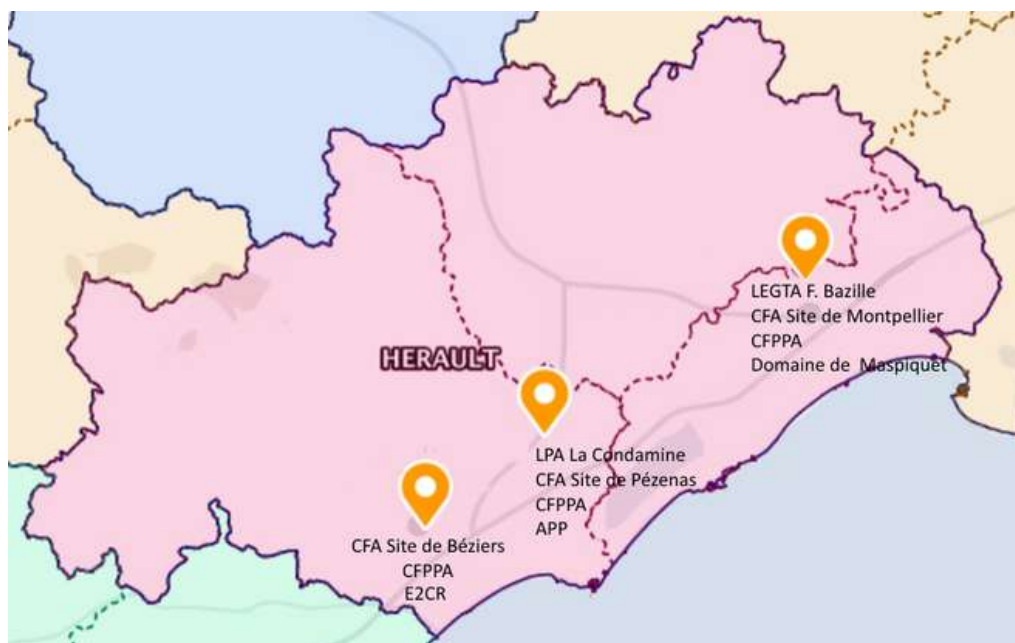 LEGTA F. Bazille
CFA Site de Montpellier
CFPPA
Domaine de Maspiquet
HERAULT
LPA La Condamine
CFA Site de Pézenas
CFPPA
APP
CFA Site de Béziers
CFPPA
E2CR